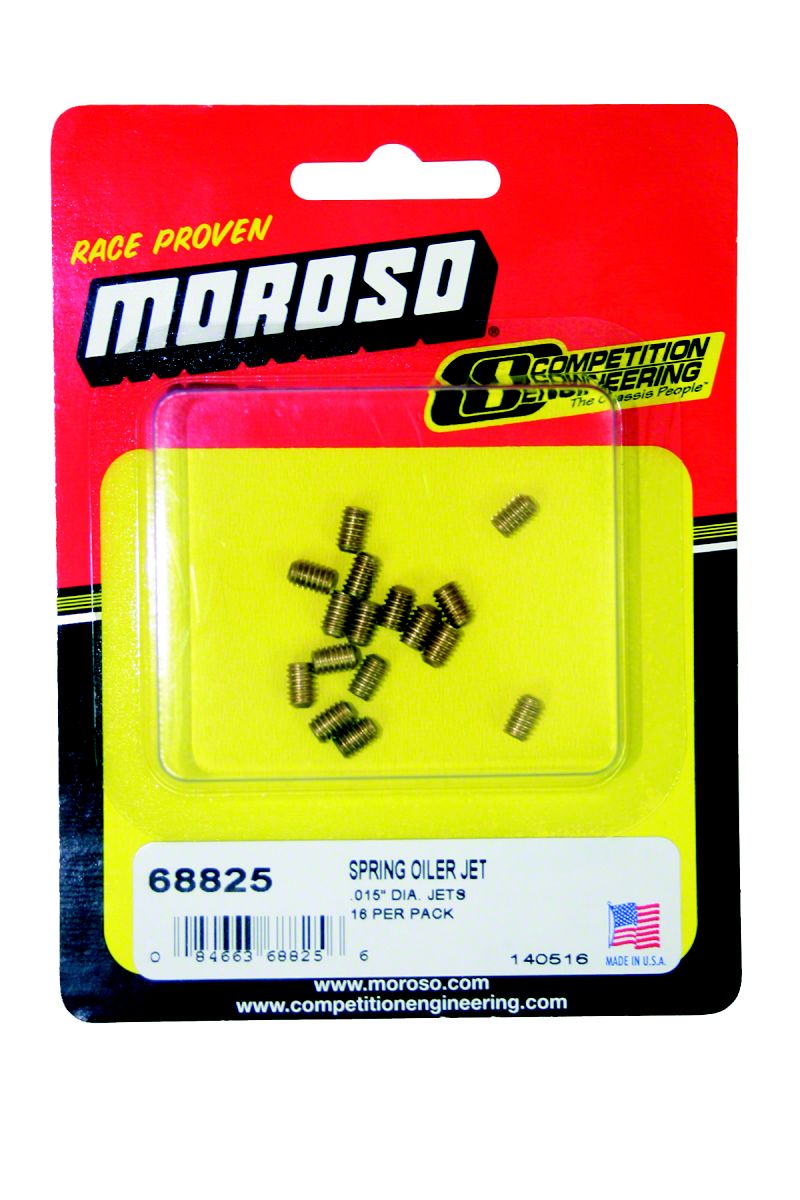 RACE PROVEN
MOROSO®
COMPETITION
ENGINEERING
The Chassis People™
68825
SPRING OILER JET
.015" DIA. JETS
16 PER PACK
0 84663 68825 6
140516
MADE IN U.S.A.
www.moroso.com
www.competitionengineering.com